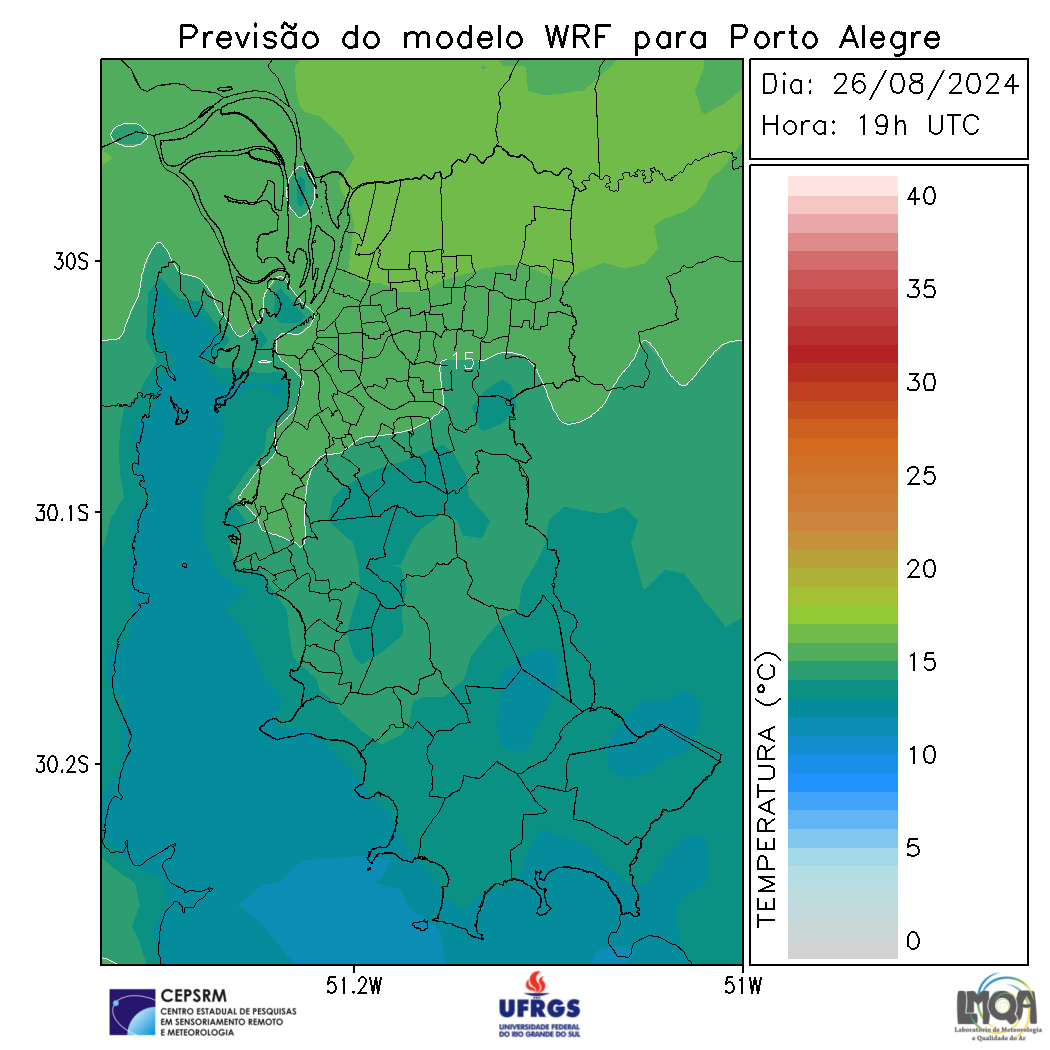 Previsão do modelo WRF para Porto Alegre
Dia: 26/08/2024
Hora: 19h UTC
30S
30.1S
30.2S
51.2W
51W
15
TEMPERATURA (°C)
40
35
30
25
20
15
10
5
0
CEPSRM
CENTRO ESTADUAL DE PESQUISAS
EM SENSORIAMENTO REMOTO
E METEOROLOGIA
UFRGS
UNIVERSIDADE FEDERAL
DO RIO GRANDE DO SUL
LMQA
Laboratório de Meteorologia
e Qualidade do Ar